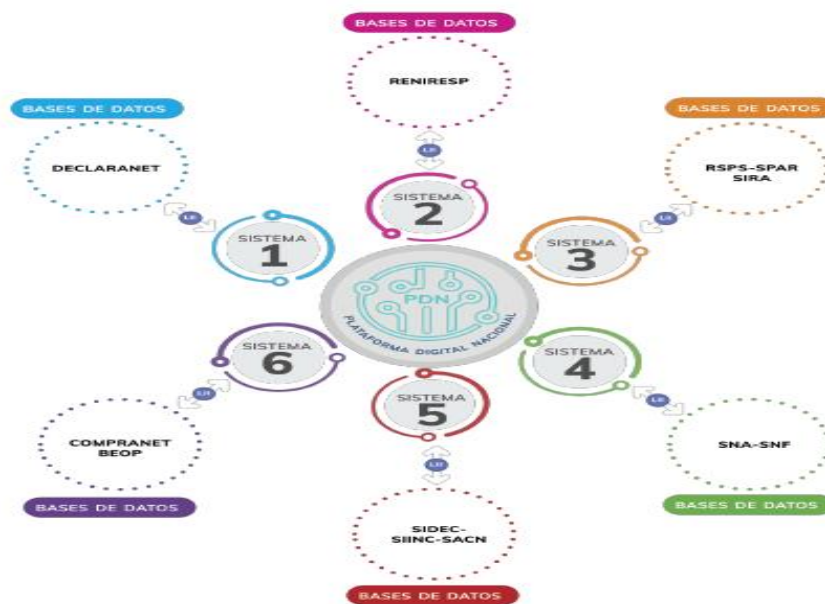 BASES DE DATOS
RENIRESP
BASES DE DATOS
DECLARANET
BASES DE DATOS
RSPS-SPAR
SIRA
SISTEMA
2
SISTEMA
1
SISTEMA
3
PDN
PLATAFORMA DIGITAL NACIONAL
SISTEMA
6
SISTEMA
4
SISTEMA
5
COMPRANET
BEOP
BASES DE DATOS
SNA-SNF
BASES DE DATOS
SIDEC-
SIINC-SACN
BASES DE DATOS